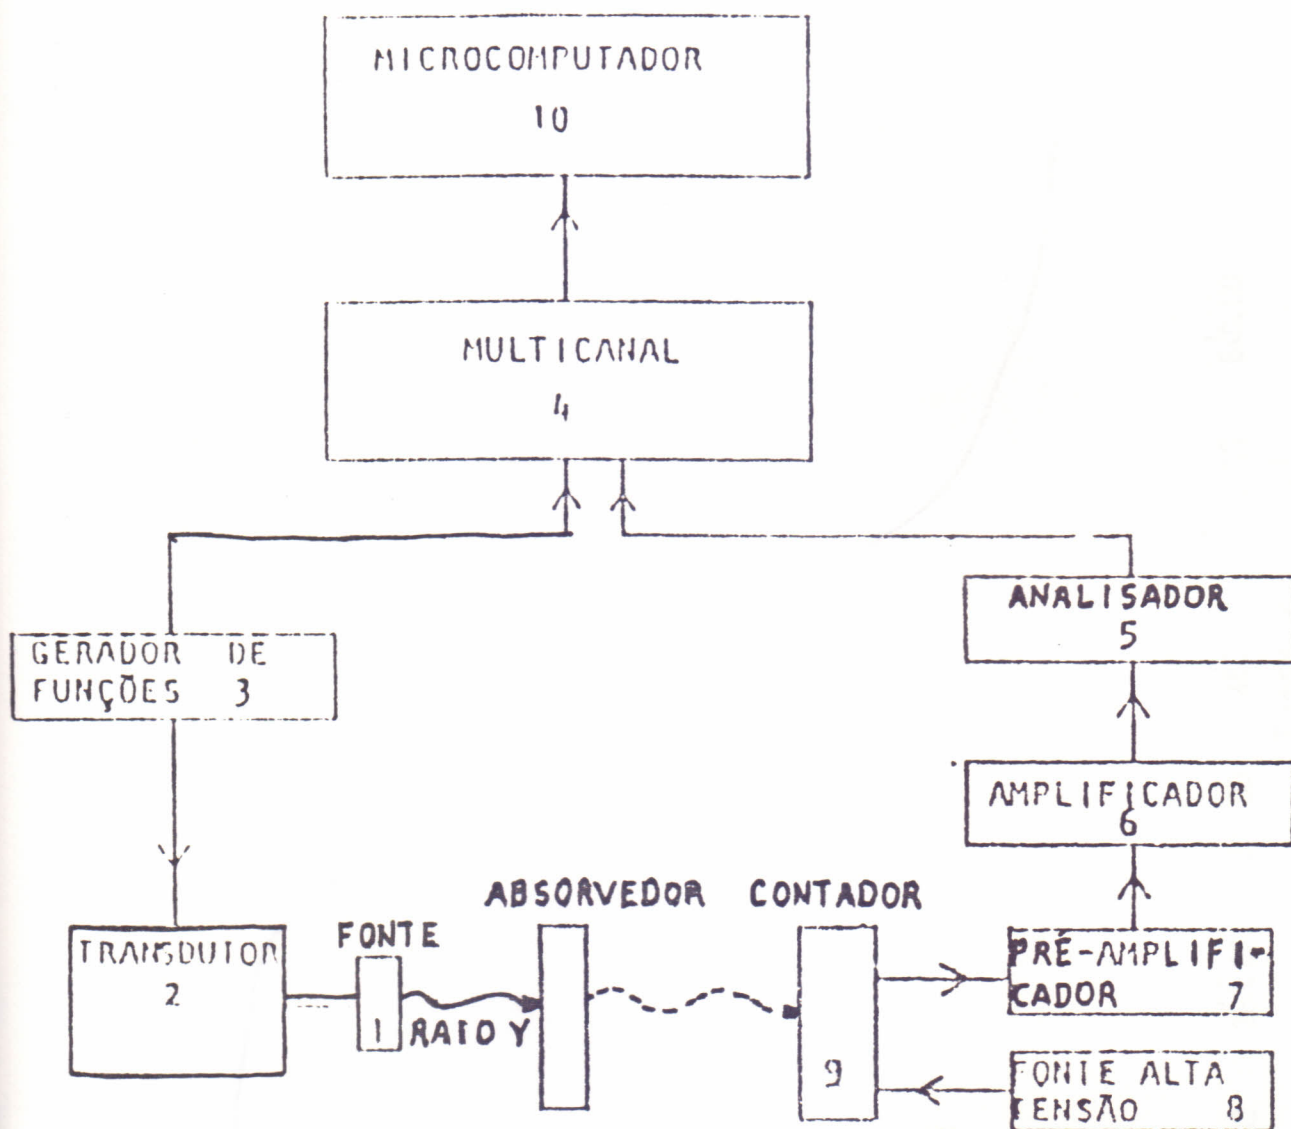 MICROCOMPUTADOR
10
MULTICANAL
4
ANALISADOR
5
GERADOR DE
FUNÇÕES 3
AMPLIFICADOR
6
ABSORVEDOR
CONTADOR
FONTE
TRANSDUTOR
2
1
RAIO γ
PRÉ-AMPLIFI-
CADOR 7
9
FONTE ALTA
TENSÃO 8